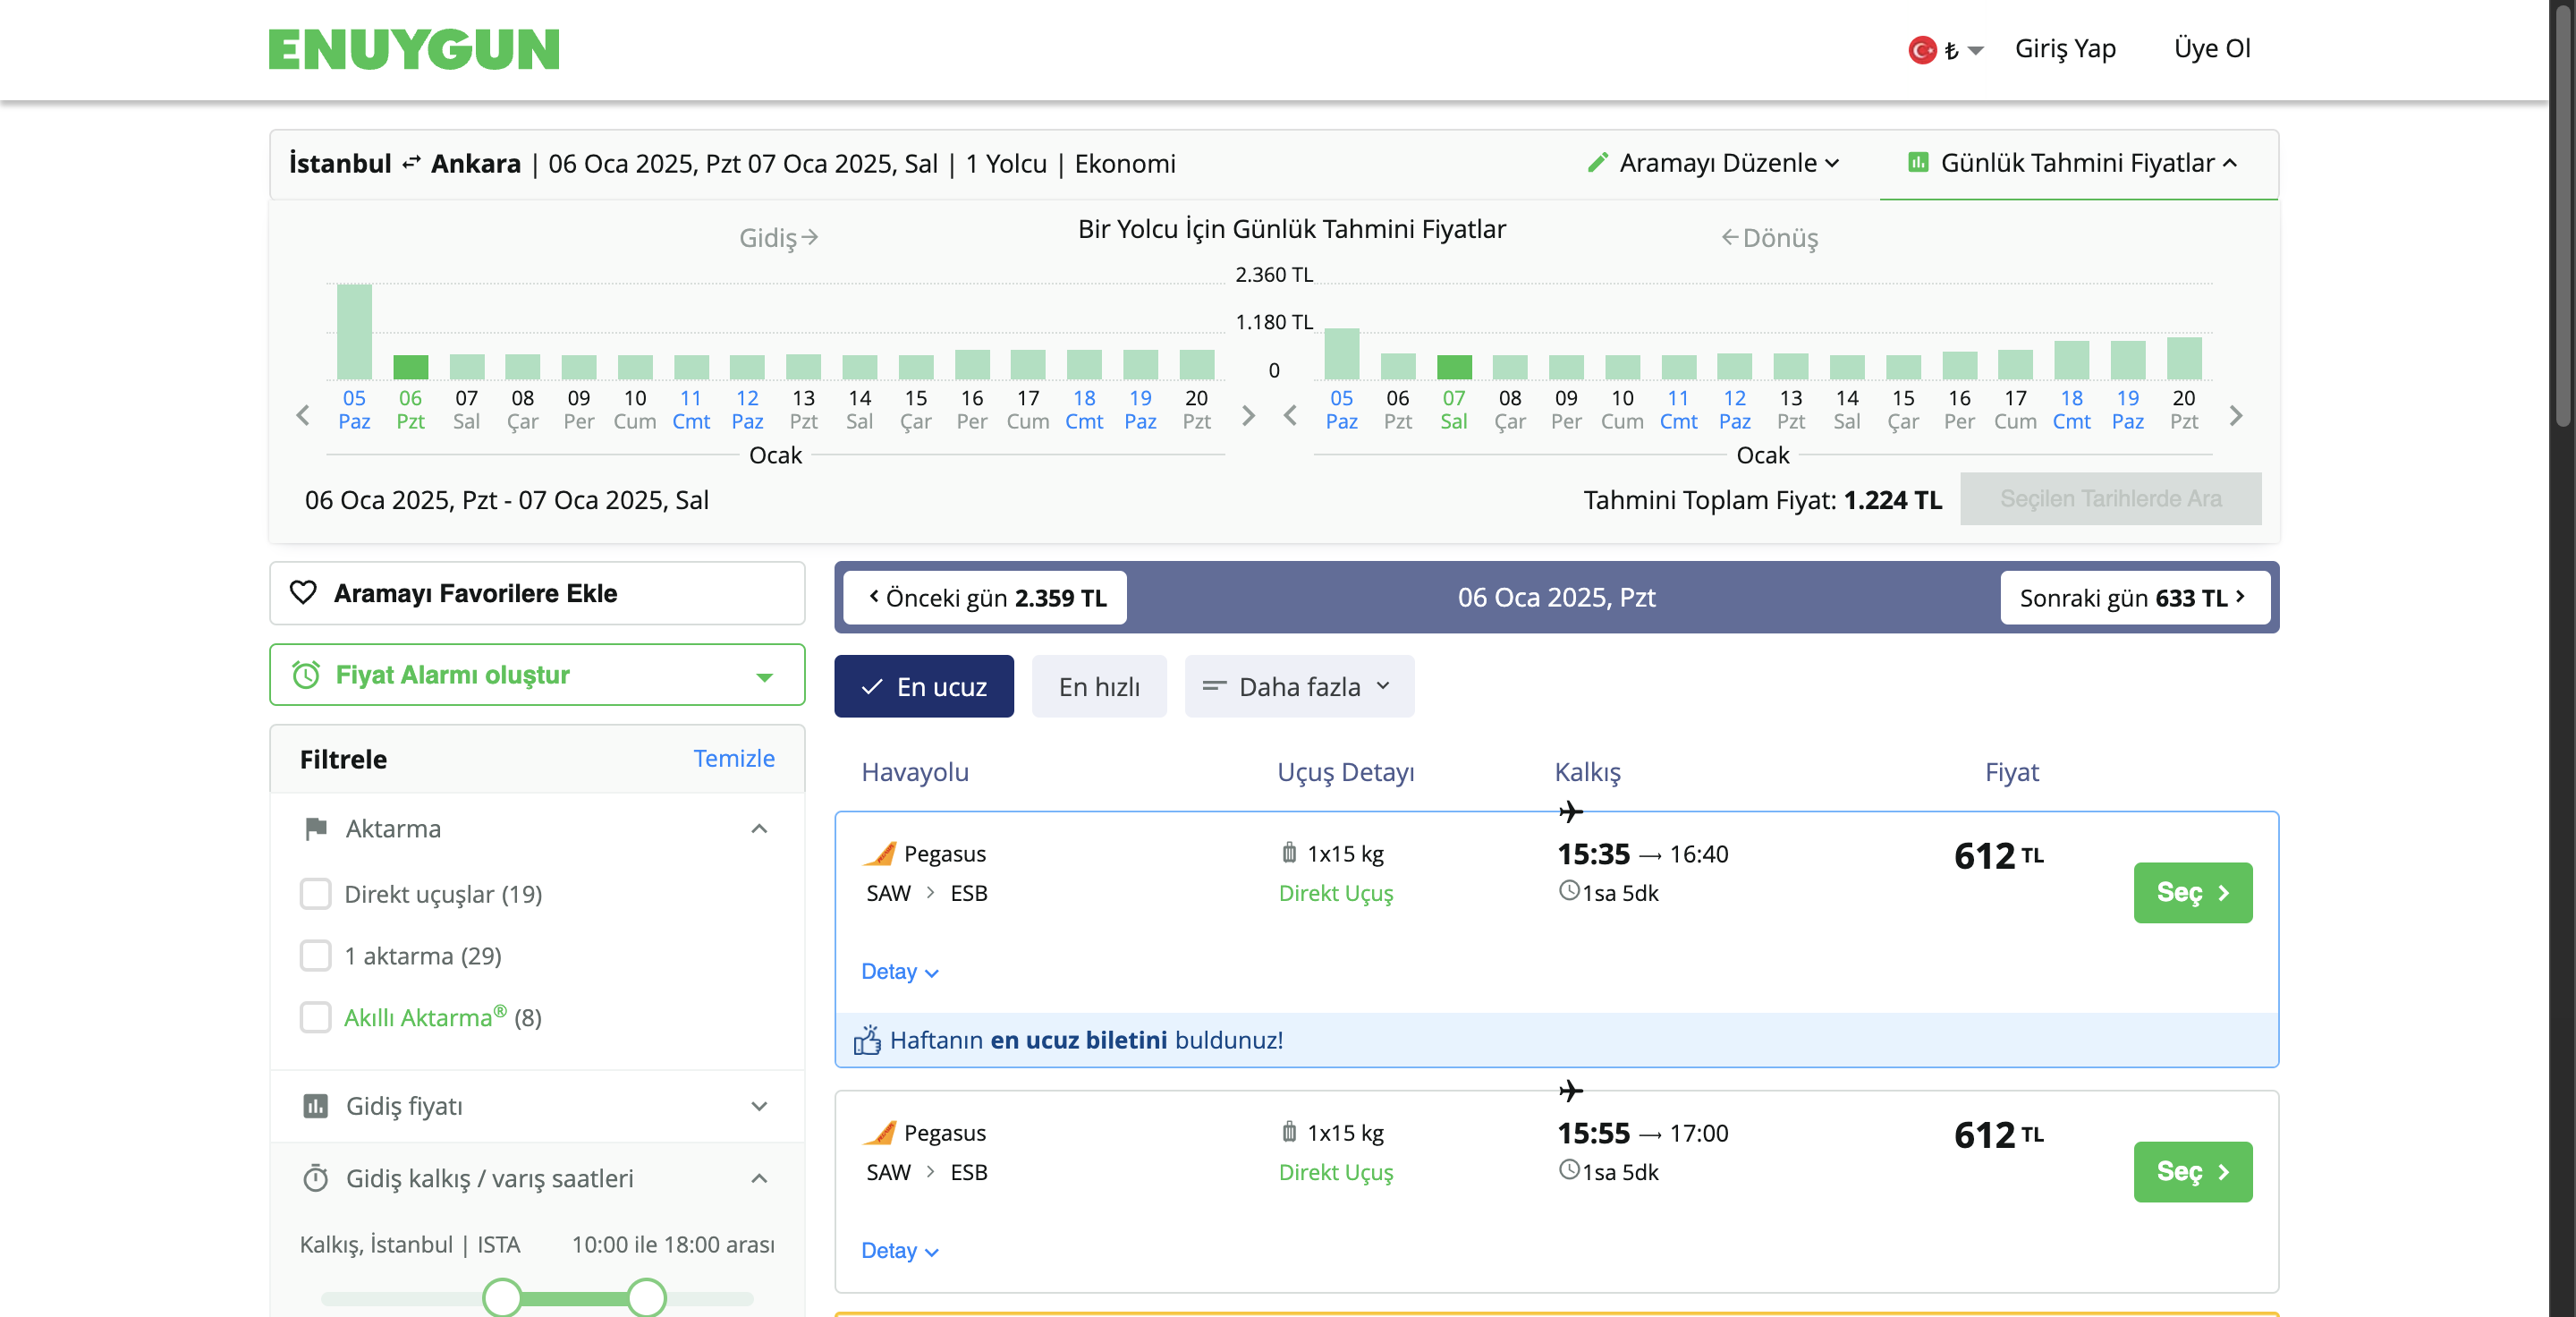 ENUYGUN
₺ Giriş Yap Üye Ol
İstanbul Ankara | 06 Oca 2025, Pzt 07 Oca 2025, Sal | 1 Yolcu | Ekonomi
Aramayı Düzenle Günlük Tahmini Fiyatlar
Gidiş Bir Yolcu İçin Günlük Tahmini Fiyatlar Dönüş
2.360 TL
1.180 TL
0
05 06 07 08 09 10 11 12 13 14 15 16 17 18 19 20
Paz Pzt Sal Çar Per Cum Cmt Paz Pzt Sal Çar Per Cum Cmt Paz Pzt
Ocak
05 06 07 08 09 10 11 12 13 14 15 16 17 18 19 20
Paz Pzt Sal Çar Per Cum Cmt Paz Pzt Sal Çar Per Cum Cmt Paz Pzt
Ocak
06 Oca 2025, Pzt - 07 Oca 2025, Sal
Tahmini Toplam Fiyat: 1.224 TL Seçilen Tarihlerde Ara
Aramayı Favorilere Ekle
Fiyat Alarmı oluştur
Filtrele Temizle
Aktarma
Direkt uçuşlar (19)
1 aktarma (29)
Akıllı Aktarma® (8)
Gidiş fiyatı
Gidiş kalkış / varış saatleri
Kalkış, İstanbul | ISTA 10:00 ile 18:00 arası
Önceki gün 2.359 TL 06 Oca 2025, Pzt Sonraki gün 633 TL
En ucuz En hızlı Daha fazla
Havayolu Uçuş Detayı Kalkış Fiyat
Pegasus 1x15 kg 15:35 → 16:40 612 TL
SAW > ESB Direkt Uçuş 1sa 5dk
Seç
Detay
Haftanın en ucuz biletini buldunuz!
Pegasus 1x15 kg 15:55 → 17:00 612 TL
SAW > ESB Direkt Uçuş 1sa 5dk
Seç
Detay